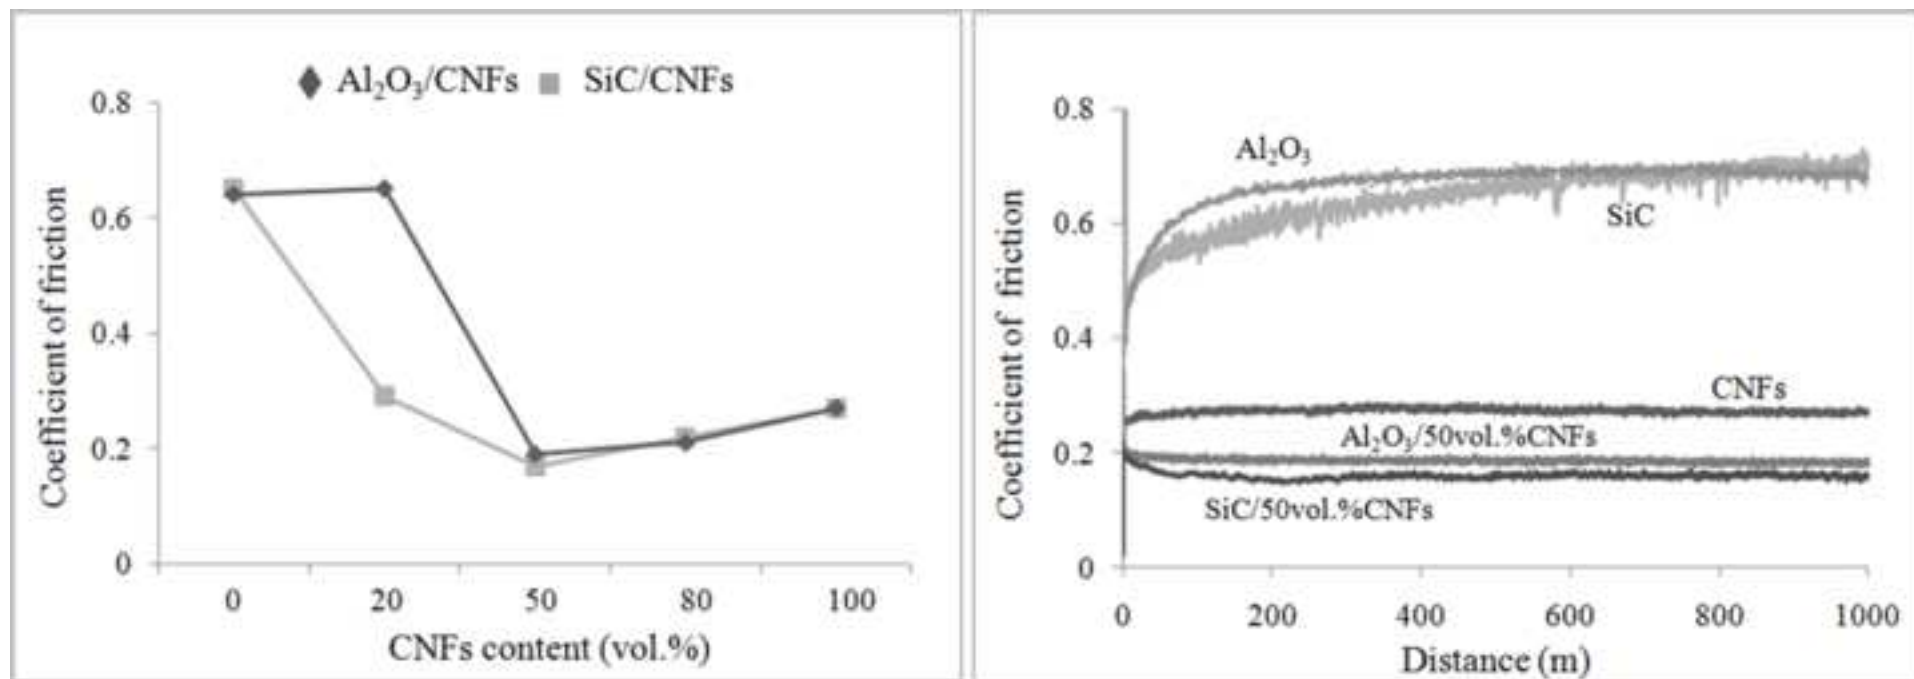 Al₂O₃/CNFs SiC/CNFs
0.8
0.6
0.4
0.2
0
Coefficient of friction
0 20 50 80 100
CNFs content (vol.%)
0.8
0.6
0.4
0.2
0
Coefficient of friction
Al₂O₃
SiC
CNFs
Al₂O₃/50vol.%CNFs
SiC/50vol.%CNFs
0 200 400 600 800 1000
Distance (m)